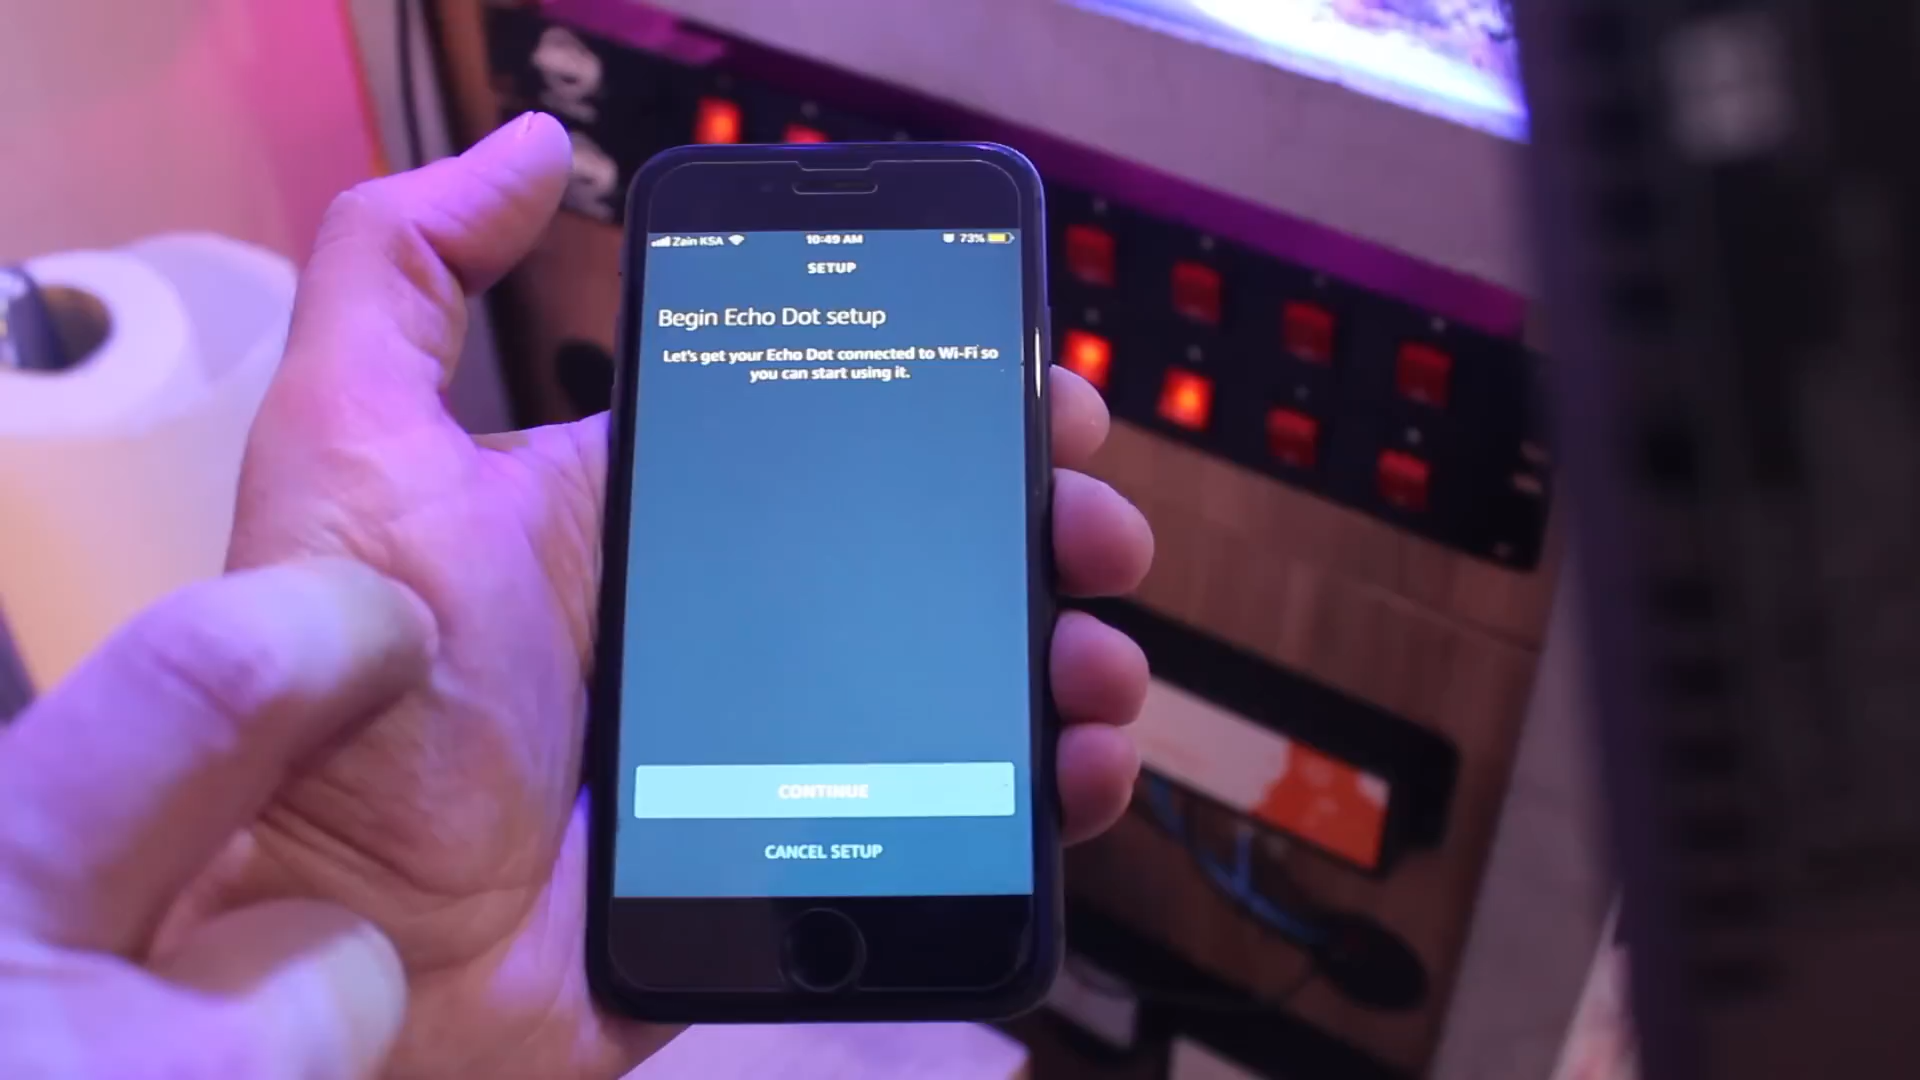 Zain KSA 10:49 AM 73%
SETUP
Begin Echo Dot setup
Let's get your Echo Dot connected to Wi-Fi so
you can start using it.
CONTINUE
CANCEL SETUP